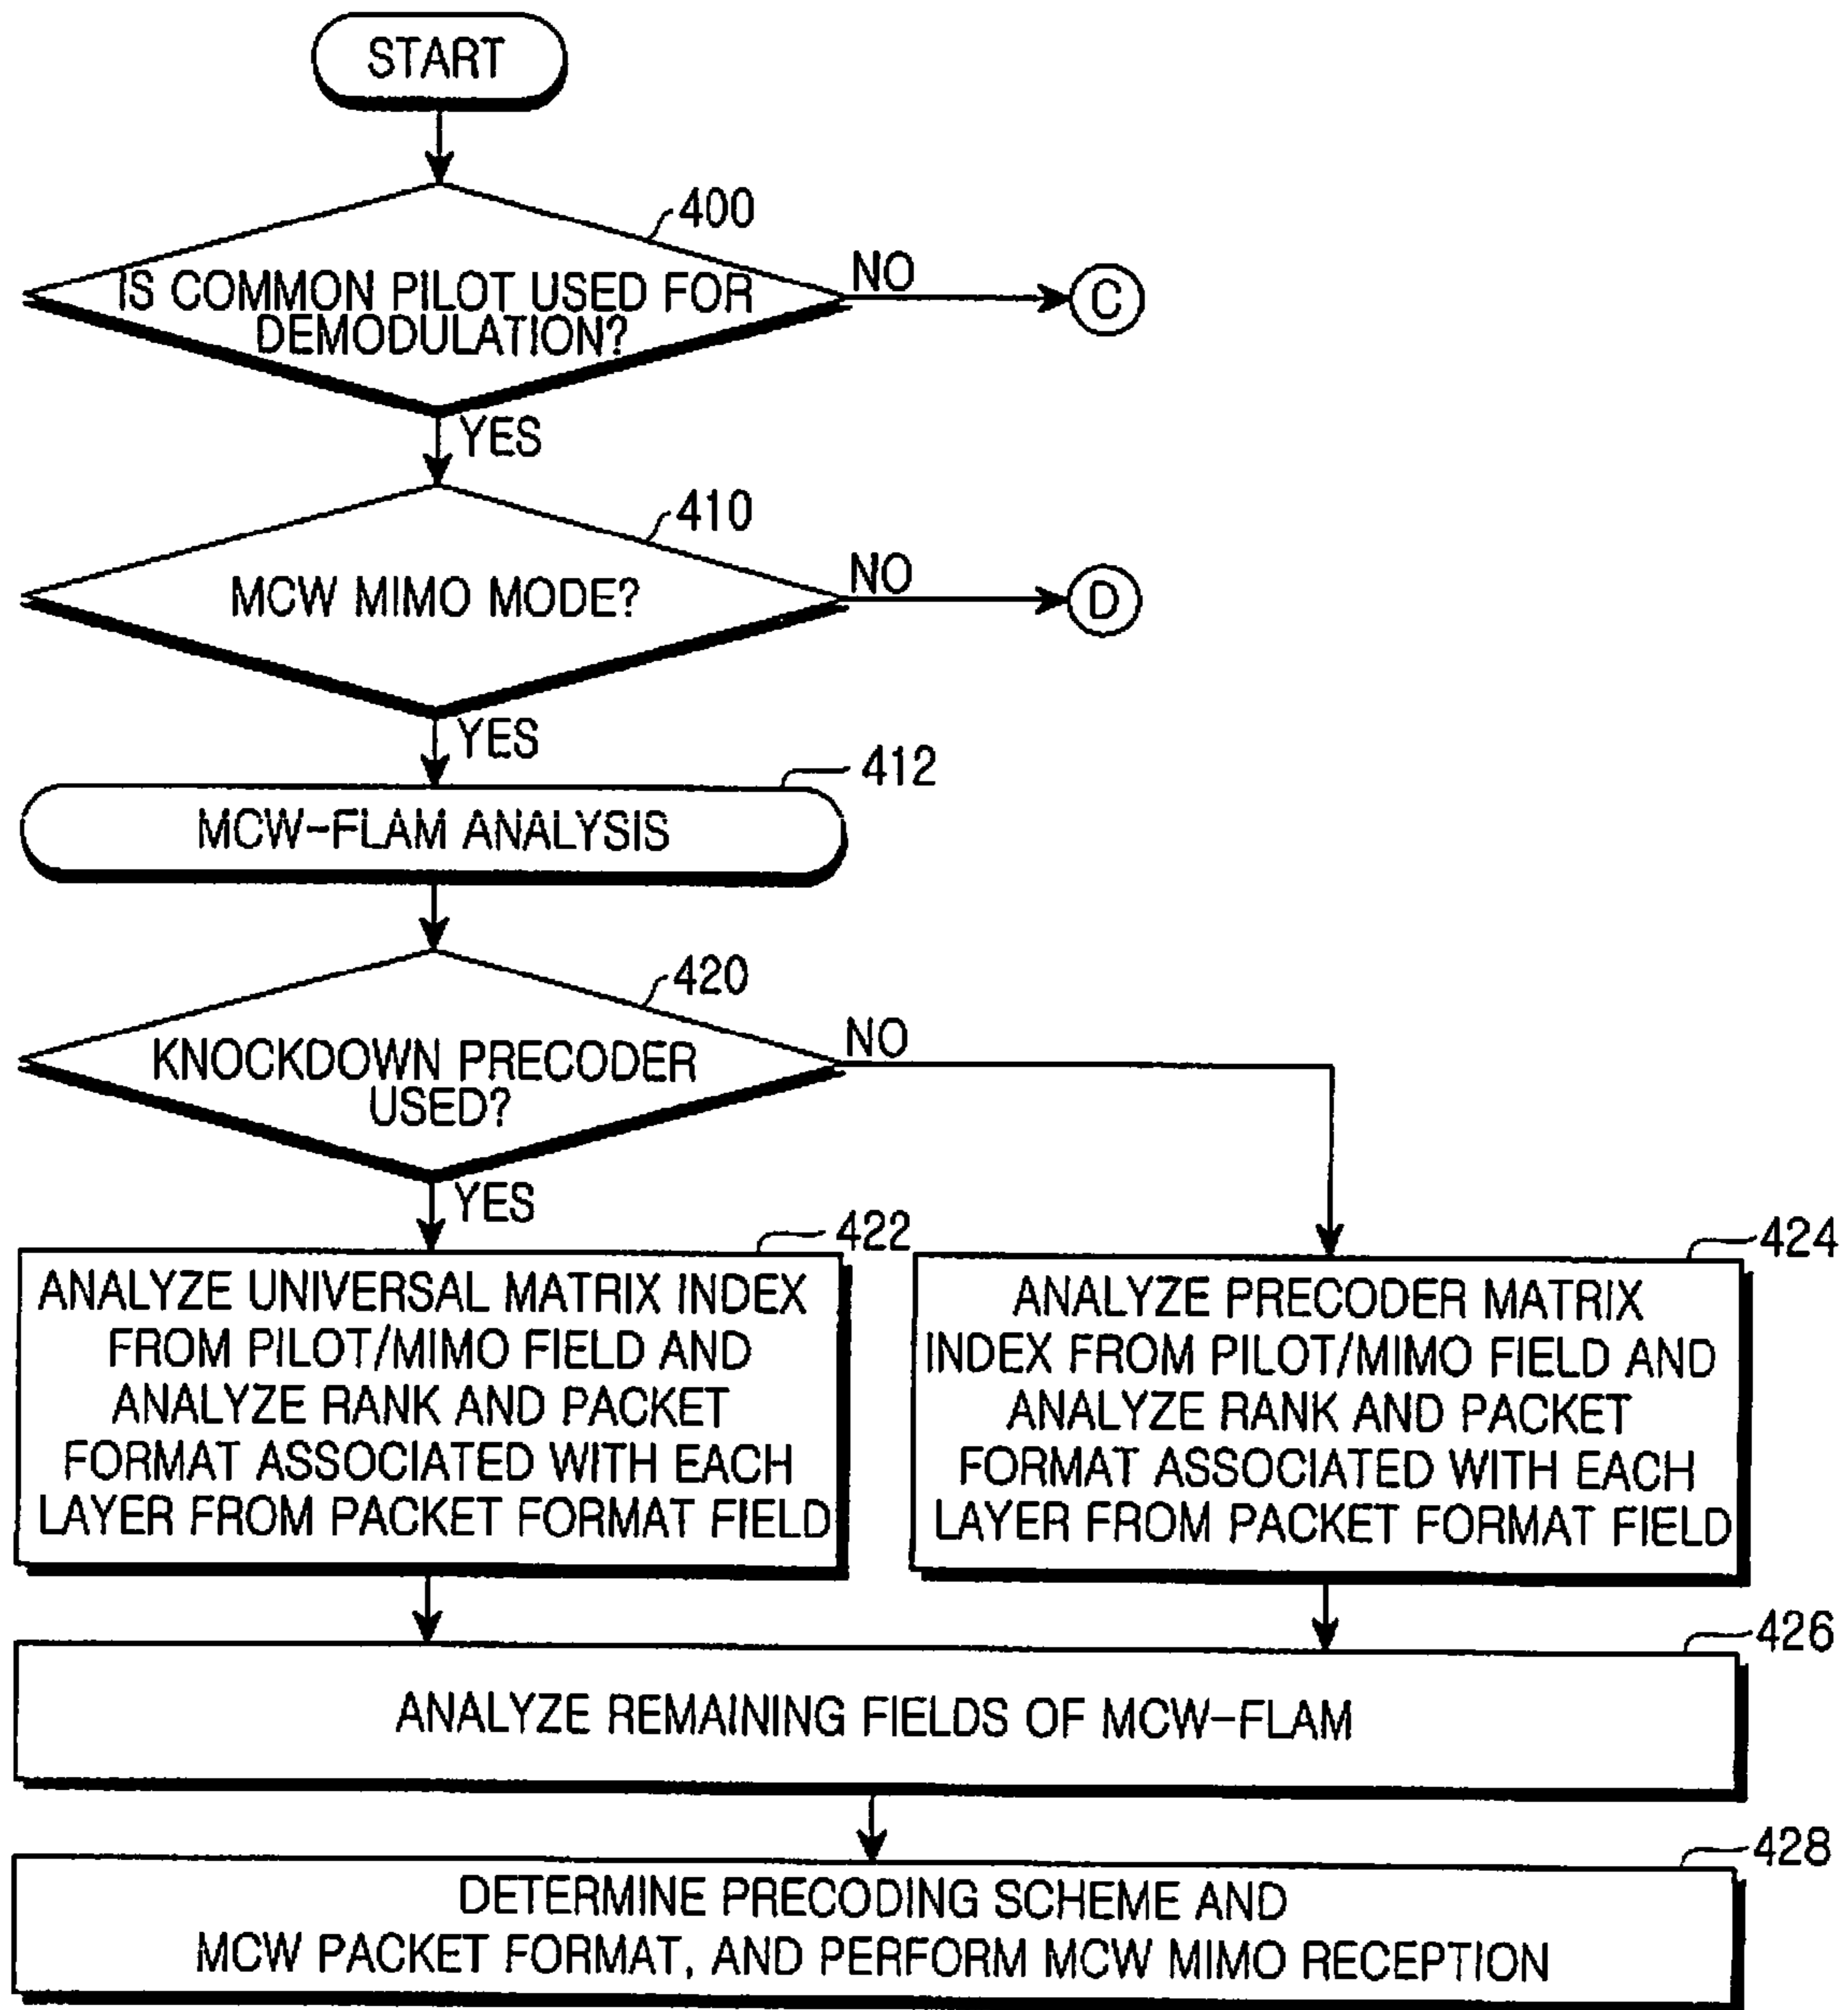 START
400
IS COMMON PILOT USED FOR
DEMODULATION?
NO
C
YES
410
MCW MIMO MODE?
NO
D
YES
412
MCW-FLAM ANALYSIS
420
KNOCKDOWN PRECODER
USED?
NO
YES
422
ANALYZE UNIVERSAL MATRIX INDEX
FROM PILOT/MIMO FIELD AND
ANALYZE RANK AND PACKET
FORMAT ASSOCIATED WITH EACH
LAYER FROM PACKET FORMAT FIELD
424
ANALYZE PRECODER MATRIX
INDEX FROM PILOT/MIMO FIELD AND
ANALYZE RANK AND PACKET
FORMAT ASSOCIATED WITH EACH
LAYER FROM PACKET FORMAT FIELD
426
ANALYZE REMAINING FIELDS OF MCW-FLAM
428
DETERMINE PRECODING SCHEME AND
MCW PACKET FORMAT, AND PERFORM MCW MIMO RECEPTION